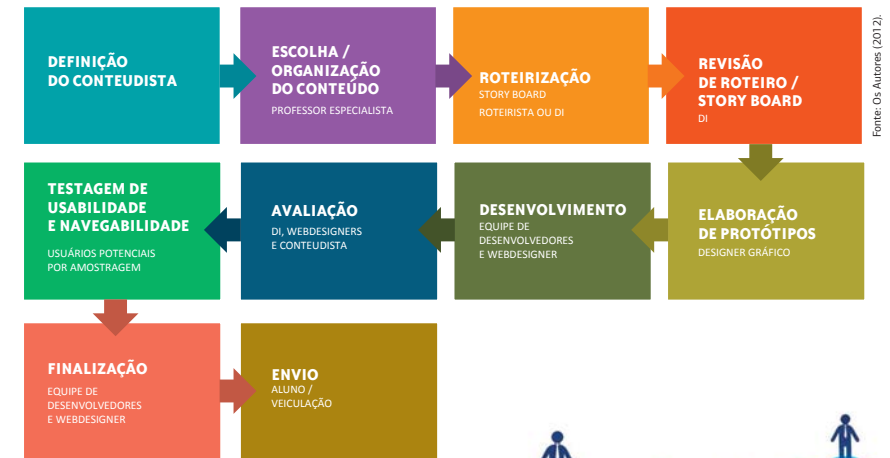 DEFINIÇÃO
DO CONTEUDISTA
ESCOLHA /
ORGANIZAÇÃO
DO CONTEÚDO
PROFESSOR ESPECIALISTA
ROTEIRIZAÇÃO
STORY BOARD
ROTEIRISTA OU DI
REVISÃO
DE ROTEIRO /
STORY BOARD
DI
Fonte: Os Autores (2012).
ELABORAÇÃO
DE PROTÓTIPOS
DESIGNER GRÁFICO
DESENVOLVIMENTO
EQUIPE DE
DESENVOLVEDORES
E WEBDESIGNER
AVALIAÇÃO
DI, WEBDESIGNERS
E CONTEUDISTA
TESTAGEM DE
USABILIDADE
E NAVEGABILIDADE
USUÁRIOS POTENCIAIS
POR AMOSTRAGEM
FINALIZAÇÃO
EQUIPE DE
DESENVOLVEDORES
E WEBDESIGNER
ENVIO
ALUNO /
VEICULAÇÃO